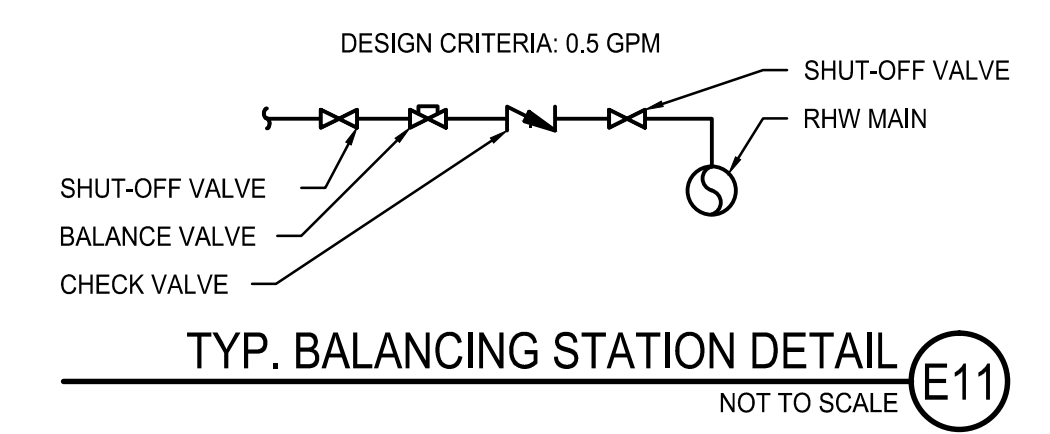 DESIGN CRITERIA: 0.5 GPM
SHUT-OFF VALVE
RHW MAIN
SHUT-OFF VALVE
BALANCE VALVE
CHECK VALVE
TYP. BALANCING STATION DETAIL
E11
NOT TO SCALE